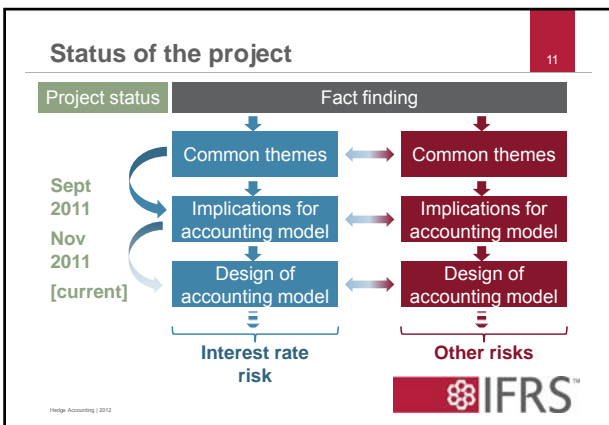 Status of the project
11
Project status
Fact finding
Common themes
Common themes
Sept
2011
Nov
2011
[current]
Implications for
accounting model
Implications for
accounting model
Design of
accounting model
Design of
accounting model
Interest rate
risk
Other risks
Hedge Accounting | 2012
IFRS™